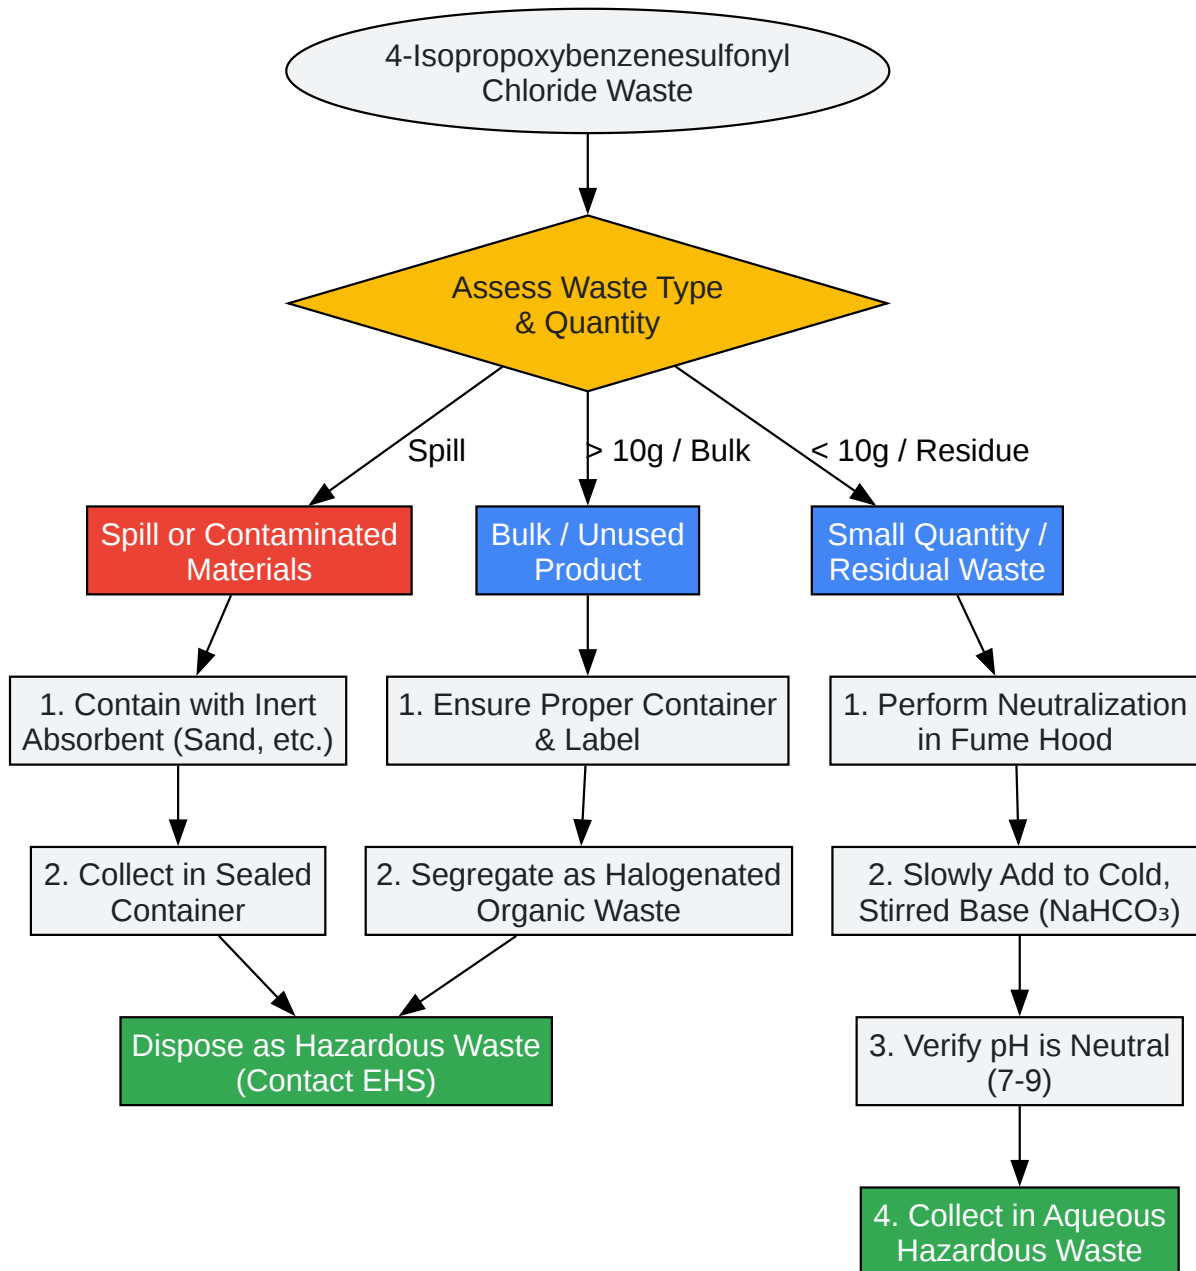 4-Isopropoxybenzenesulfonyl
Chloride Waste
Assess Waste Type
& Quantity
Spill
> 10g / Bulk
< 10g / Residue
Spill or Contaminated
Materials
Bulk / Unused
Product
Small Quantity /
Residual Waste
1. Contain with Inert
Absorbent (Sand, etc.)
1. Ensure Proper Container
& Label
1. Perform Neutralization
in Fume Hood
2. Collect in Sealed
Container
2. Segregate as Halogenated
Organic Waste
2. Slowly Add to Cold,
Stirred Base (NaHCO₃)
Dispose as Hazardous Waste
(Contact EHS)
3. Verify pH is Neutral
(7-9)
4. Collect in Aqueous
Hazardous Waste